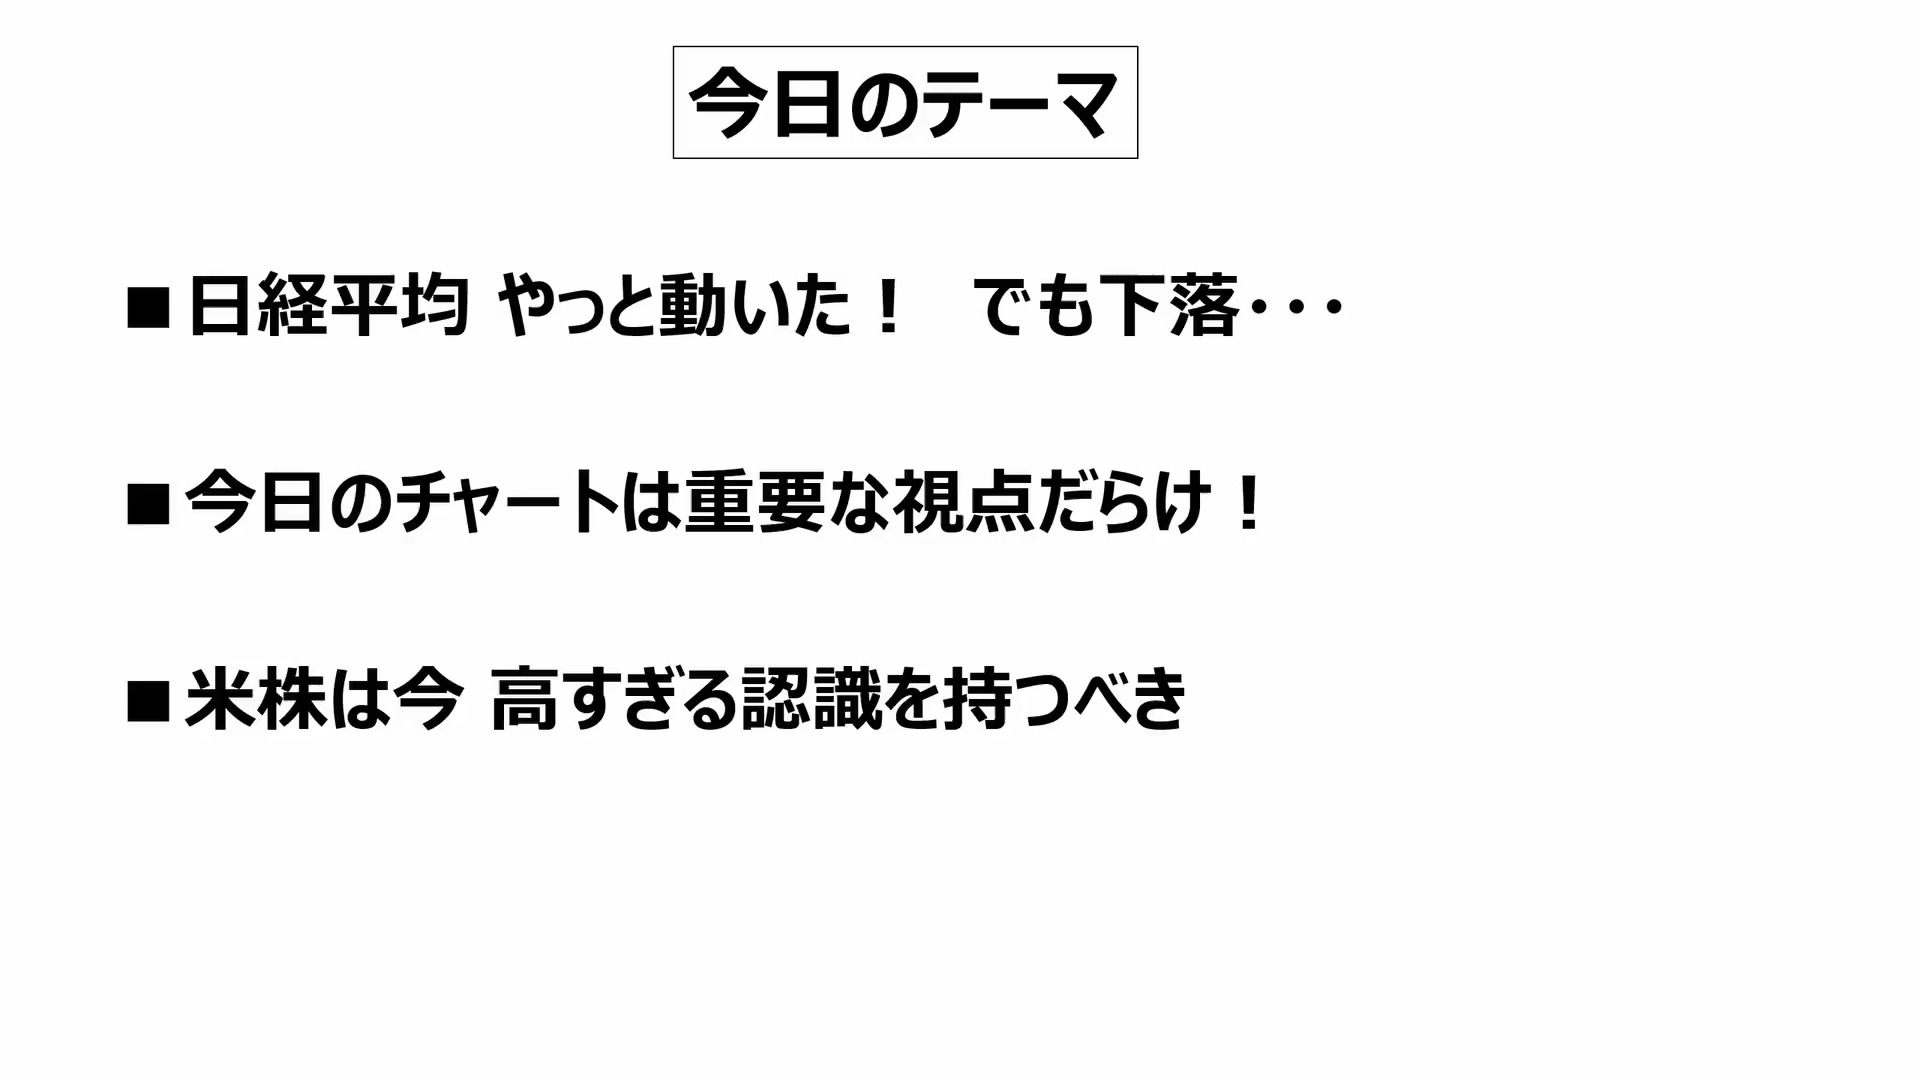 今日のテーマ
■日経平均 やっと動いた！　でも下落・・・
■今日のチャートは重要な視点だらけ！
■米株は今 高すぎる認識を持つべき